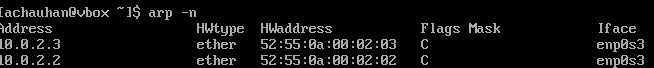 [achauhan@vbox ~]$ arp -n
Address HWtype HWaddress Flags Mask Iface
10.0.2.3 ether 52:55:0a:00:02:03 C enp0s3
10.0.2.2 ether 52:55:0a:00:02:02 C enp0s3